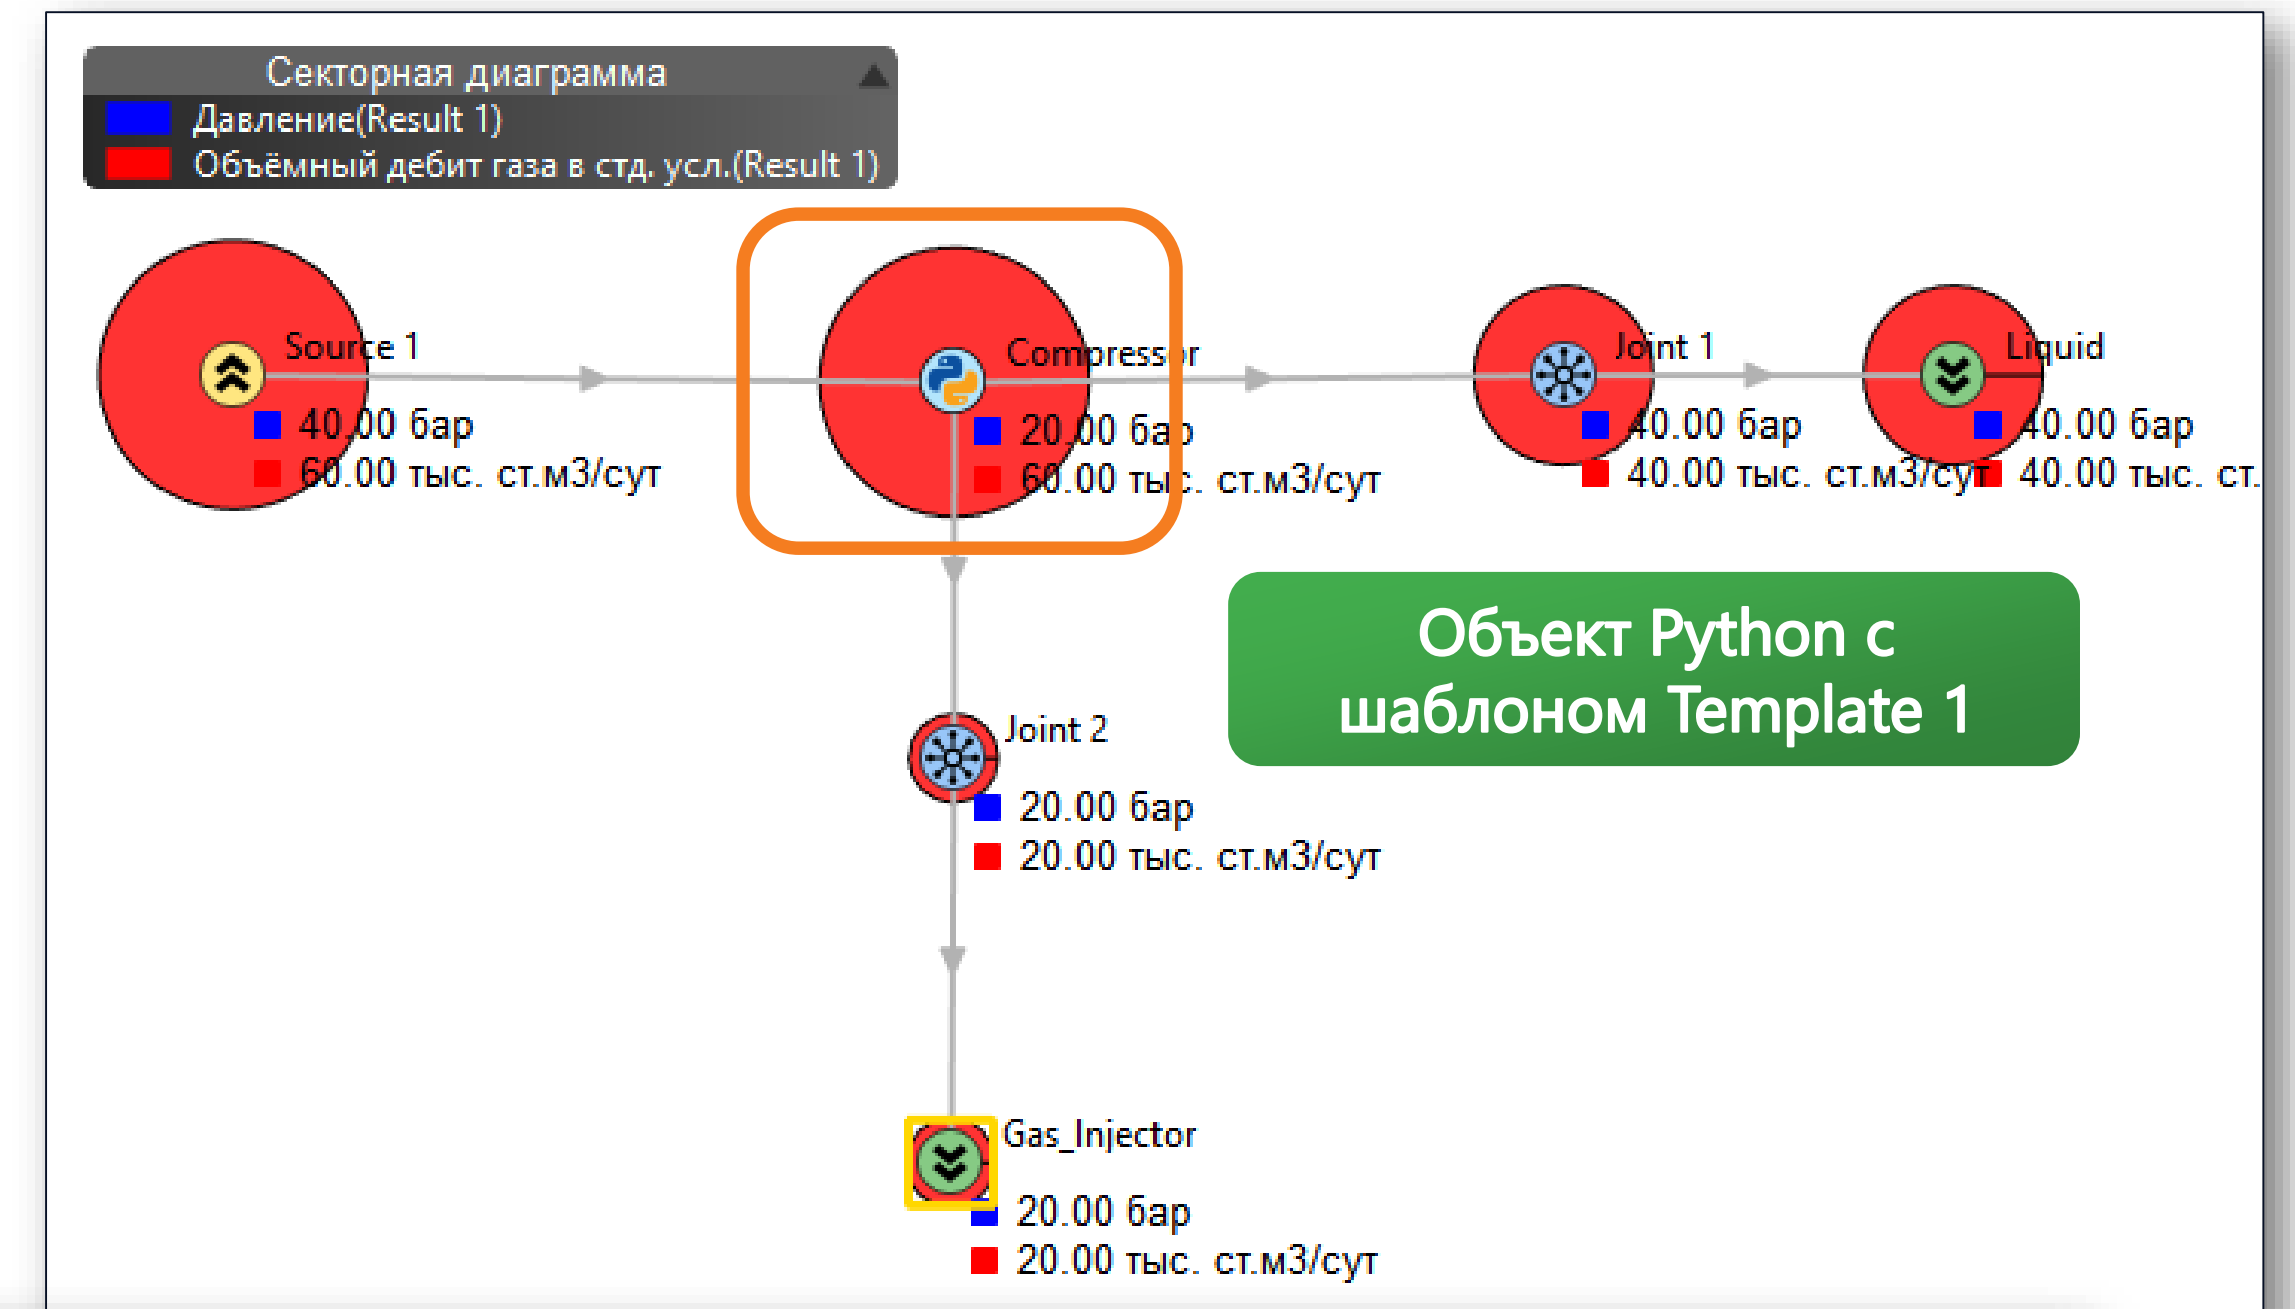 Секторная диаграмма
Давление(Result 1)
Объёмный дебит газа в стд. усл.(Result 1)
Source 1
40.00 бар
60.00 тыс. ст.м3/сут
Compressor
20.00 бар
60.00 тыс. ст.м3/сут
Joint 1
40.00 бар
40.00 тыс. ст.м3/сут
Liquid
40.00 бар
40.00 тыс. ст.
Объект Python с
шаблоном Template 1
Joint 2
20.00 бар
20.00 тыс. ст.м3/сут
Gas_Injector
20.00 бар
20.00 тыс. ст.м3/сут